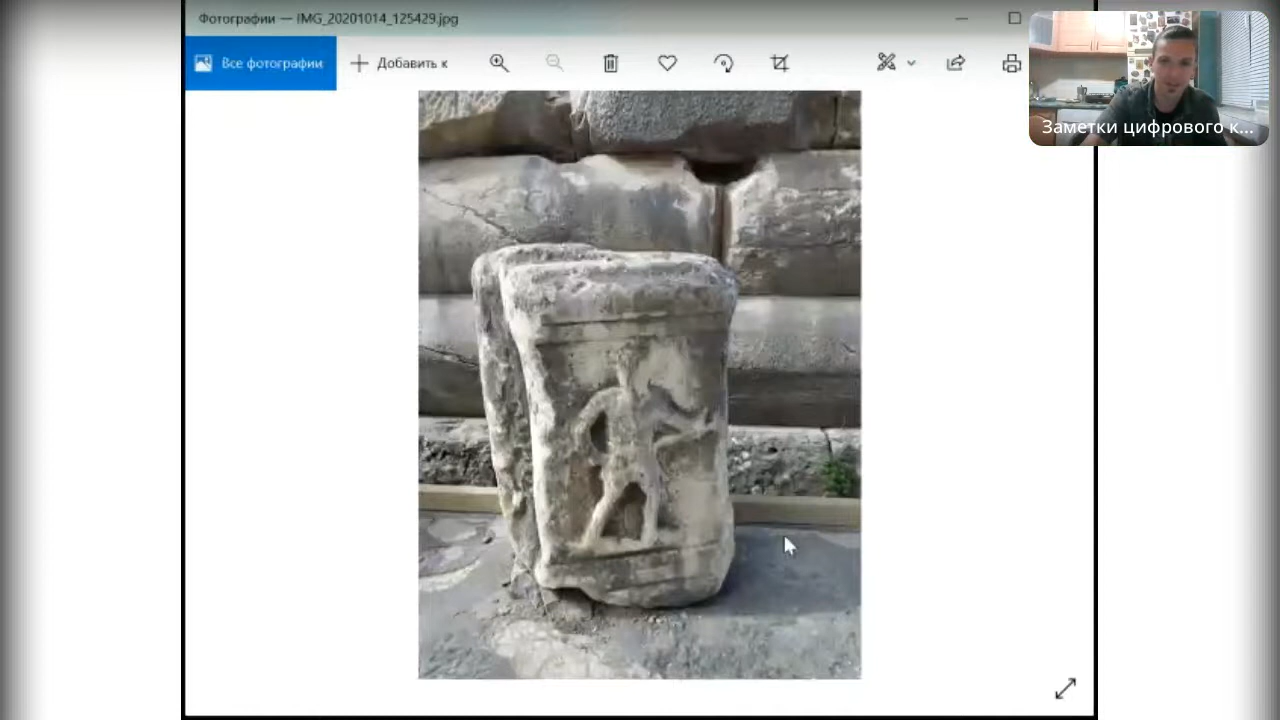 Фотографии — IMG_20201014_125429.jpg
Все фотографии
Добавить к
Заметки цифрового к...